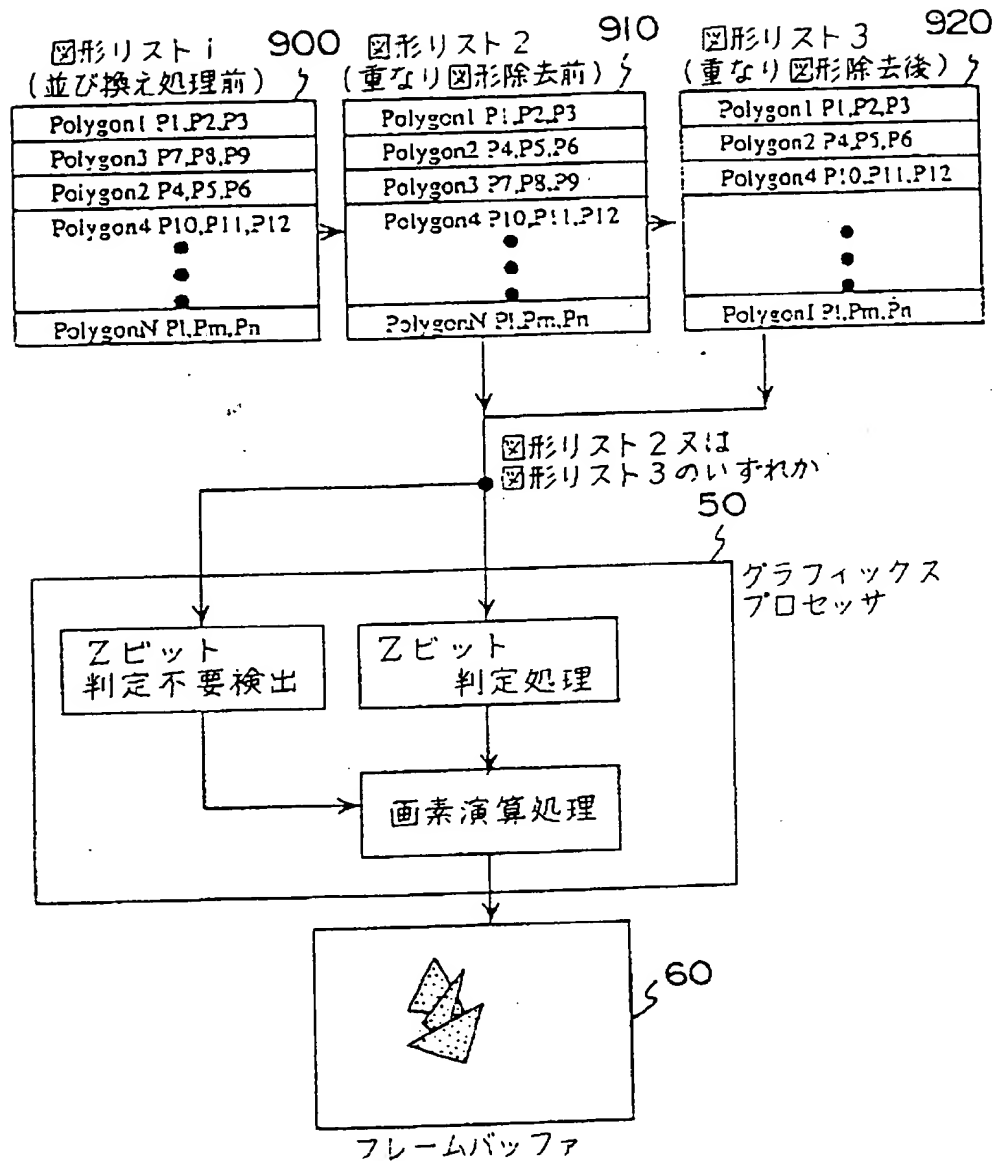 図形リスト1 900
(並び換え処理前)
Polygon1 P1,P2,P3
Polygon3 P7,P8,P9
Polygon2 P4,P5,P6
Polygon4 P10,P11,P12
PolygonN Pl,Pm,Pn
図形リスト2 910
(重なり図形除去前)
Polygon1 P1,P2,P3
Polygon2 P4,P5,P6
Polygon3 P7,P8,P9
Polygon4 P10,P11,P12
PolygonN Pl,Pm,Pn
図形リスト3 920
(重なり図形除去後)
Polygon1 P1,P2,P3
Polygon2 P4,P5,P6
Polygon4 P10,P11,P12
PolygonI Pl,Pm,Pn
図形リスト2又は
図形リスト3のいずれか
50
グラフィックス
プロセッサ
Zビット
判定不要検出
Zビット
判定処理
画素演算処理
60
フレームバッファ